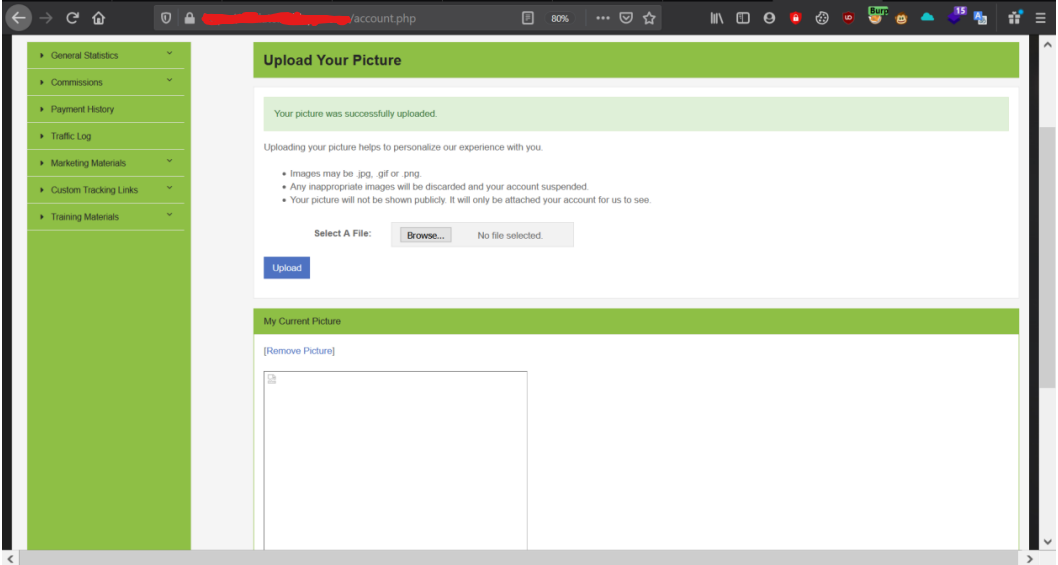 /account.php
80%
Burp
15
General Statistics
Commissions
Payment History
Traffic Log
Marketing Materials
Custom Tracking Links
Training Materials
Upload Your Picture
Your picture was successfully uploaded.
Uploading your picture helps to personalize our experience with you.
• Images may be .jpg, .gif or .png.
• Any inappropriate images will be discarded and your account suspended.
• Your picture will not be shown publicly. It will only be attached your account for us to see.
Select A File: Browse... No file selected.
Upload
My Current Picture
[Remove Picture]